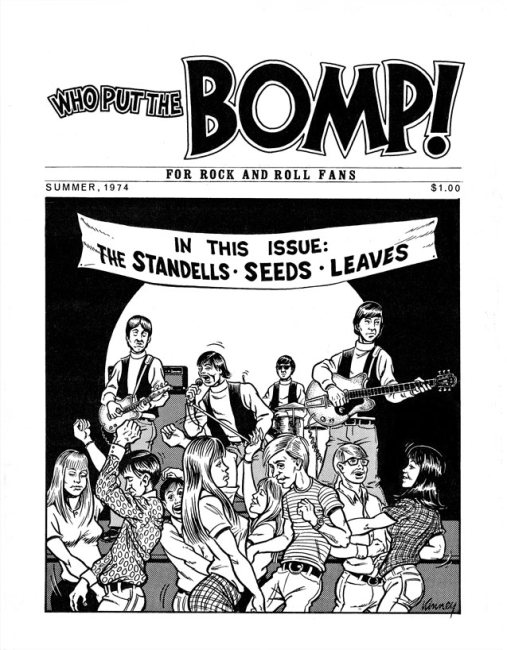 WHO PUT THE BOMP!
FOR ROCK AND ROLL FANS
SUMMER, 1974 $1.00
IN THIS ISSUE:
THE STANDELLS · SEEDS · LEAVES
Kinney